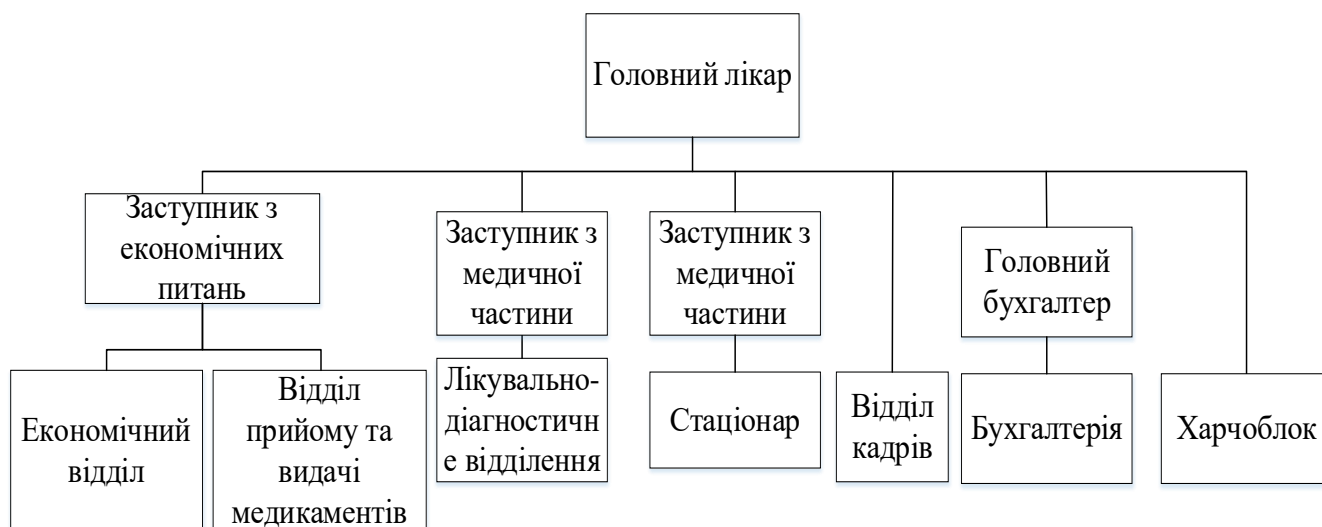 Головний лікар
Заступник з
економічних
питань
Заступник з
медичної
частини
Заступник з
медичної
частини
Головний
бухгалтер
Економічний
відділ
Відділ
прийому та
видачі
медикаментів
Лікувально-
діагностичн
е відділення
Стаціонар
Відділ
кадрів
Бухгалтерія
Харчоблок